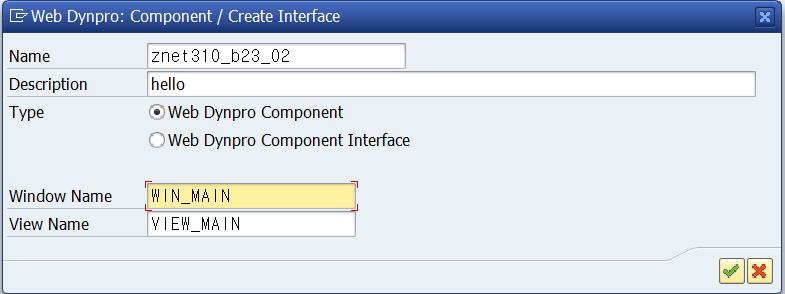 Web Dynpro: Component / Create Interface
Name znet310_b23_02
Description hello
Type Web Dynpro Component
Web Dynpro Component Interface
Window Name WIN_MAIN
View Name VIEW_MAIN